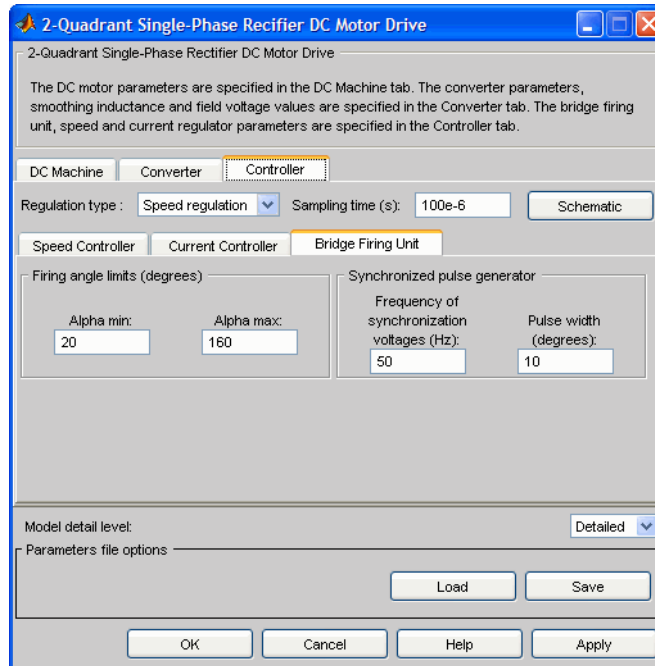 2-Quadrant Single-Phase Rectifier DC Motor Drive
2-Quadrant Single-Phase Rectifier DC Motor Drive
The DC motor parameters are specified in the DC Machine tab. The converter parameters,
smoothing inductance and field voltage values are specified in the Converter tab. The bridge firing
unit, speed and current regulator parameters are specified in the Controller tab.
DC Machine Converter Controller
Regulation type : Speed regulation Sampling time (s): 100e-6 Schematic
Speed Controller Current Controller Bridge Firing Unit
Firing angle limits (degrees)
Alpha min: Alpha max:
20 160
Synchronized pulse generator
Frequency of
synchronization
voltages (Hz):
50
Pulse width
(degrees):
10
Model detail level: Detailed
Parameters file options
Load Save
OK Cancel Help Apply